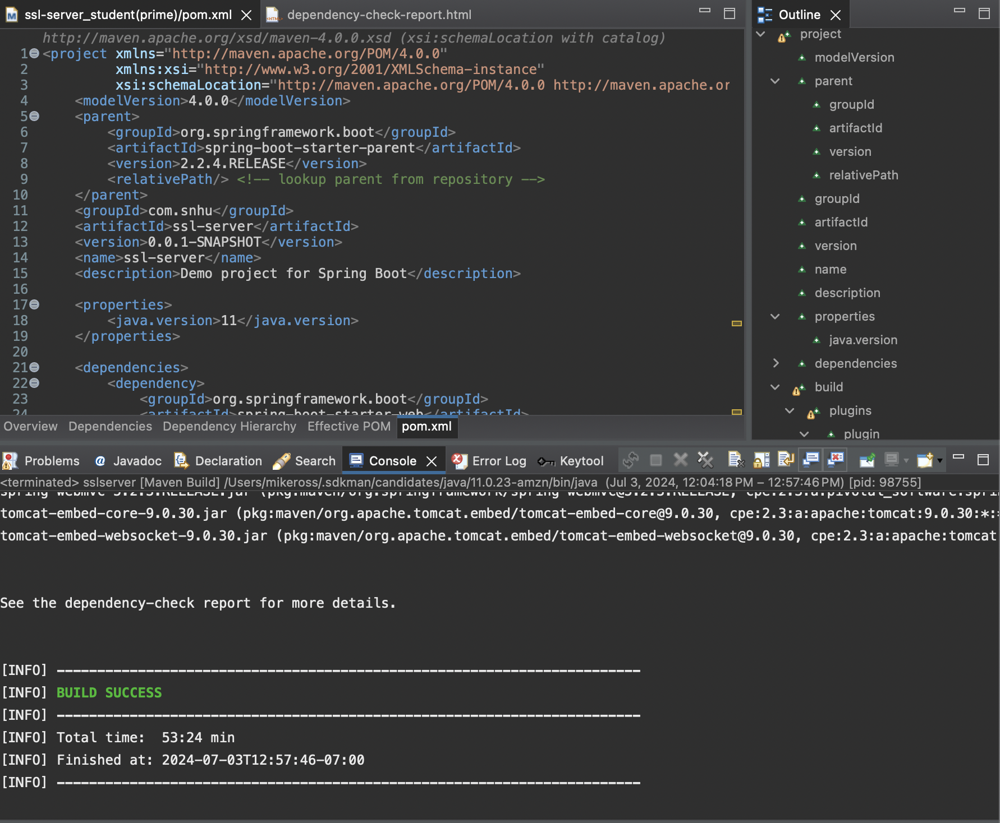 ssl-server_student(prime)/pom.xml
dependency-check-report.html
http://maven.apache.org/xsd/maven-4.0.0.xsd (xsi:schemaLocation with catalog)
1 <project xmlns="http://maven.apache.org/POM/4.0.0"
2 xmlns:xsi="http://www.w3.org/2001/XMLSchema-instance"
3 xsi:schemaLocation="http://maven.apache.org/POM/4.0.0 http://maven.apache.or
4 <modelVersion>4.0.0</modelVersion>
5 <parent>
6 <groupId>org.springframework.boot</groupId>
7 <artifactId>spring-boot-starter-parent</artifactId>
8 <version>2.2.4.RELEASE</version>
9 <relativePath/> <!-- lookup parent from repository -->
10 </parent>
11 <groupId>com.snhu</groupId>
12 <artifactId>ssl-server</artifactId>
13 <version>0.0.1-SNAPSHOT</version>
14 <name>ssl-server</name>
15 <description>Demo project for Spring Boot</description>
16
17 <properties>
18 <java.version>11</java.version>
19 </properties>
20
21 <dependencies>
22 <dependency>
23 <groupId>org.springframework.boot</groupId>
24 <artifactId>spring-boot-starter-web</artifactId>
Overview Dependencies Dependency Hierarchy Effective POM pom.xml
Outline
project
modelVersion
parent
groupId
artifactId
version
relativePath
groupId
artifactId
version
name
description
properties
java.version
dependencies
build
plugins
plugin
Problems Javadoc Declaration Search Console Error Log Keytool
<terminated> sslserver [Maven Build] /Users/mikeross/.sdkman/candidates/java/11.0.23-amzn/bin/java (Jul 3, 2024, 12:04:18 PM – 12:57:46 PM) [pid: 98755]
tomcat-embed-core-9.0.30.jar (pkg:maven/org.apache.tomcat.embed/tomcat-embed-core@9.0.30, cpe:2.3:a:apache:tomcat:9.0.30:*:
tomcat-embed-websocket-9.0.30.jar (pkg:maven/org.apache.tomcat.embed/tomcat-embed-websocket@9.0.30, cpe:2.3:a:apache:tomcat
See the dependency-check report for more details.
[INFO] ------------------------------------------------------------------------
[INFO] BUILD SUCCESS
[INFO] ------------------------------------------------------------------------
[INFO] Total time:  53:24 min
[INFO] Finished at: 2024-07-03T12:57:46-07:00
[INFO] ------------------------------------------------------------------------